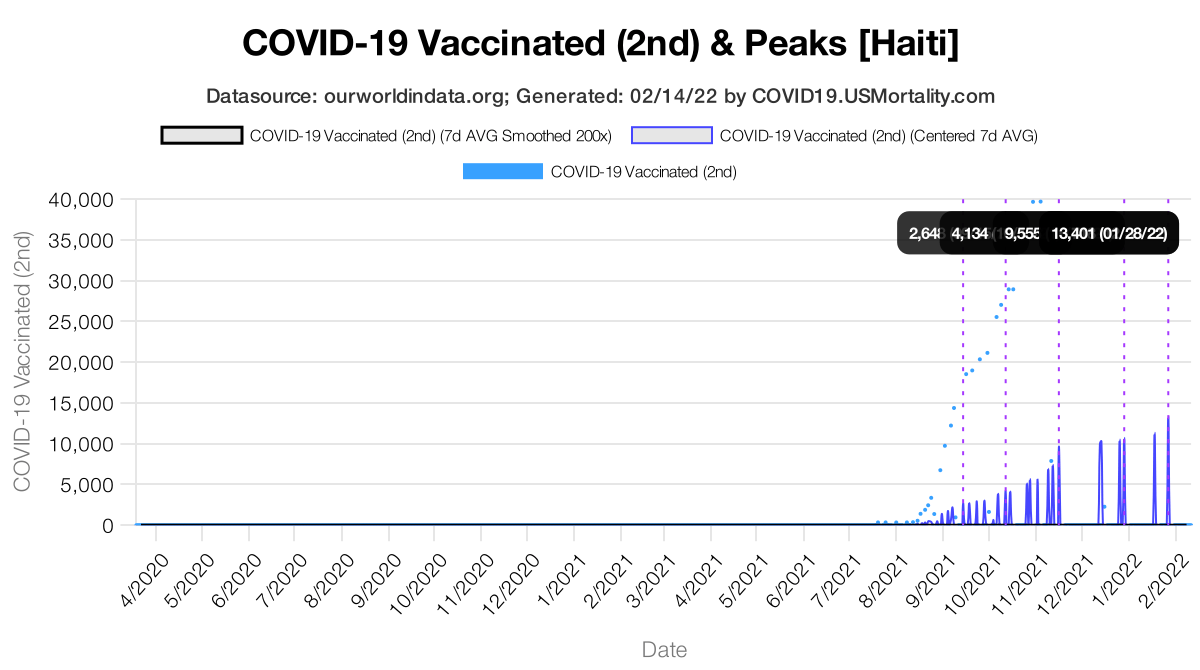 COVID-19 Vaccinated (2nd) & Peaks [Haiti]
Datasource: ourworldindata.org; Generated: 02/14/22 by COVID19.USMortality.com
COVID-19 Vaccinated (2nd) (7d AVG Smoothed 200x) COVID-19 Vaccinated (2nd) (Centered 7d AVG)
COVID-19 Vaccinated (2nd)
COVID-19 Vaccinated (2nd)
40,000
35,000
30,000
25,000
20,000
15,000
10,000
5,000
0
2,648 4,134 9,555 13,401 (01/28/22)
4/2020 5/2020 6/2020 7/2020 8/2020 9/2020 10/2020 11/2020 12/2020 1/2021 2/2021 3/2021 4/2021 5/2021 6/2021 7/2021 8/2021 9/2021 10/2021 11/2021 12/2021 1/2022 2/2022
Date